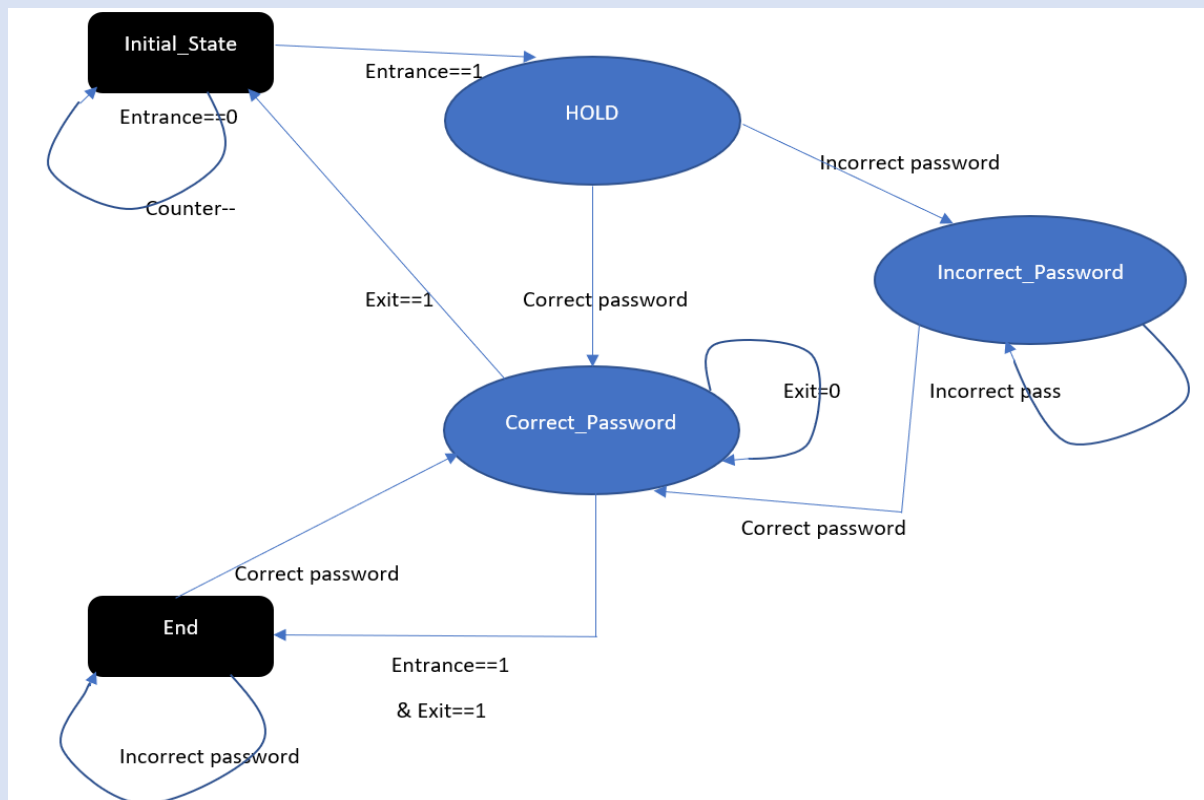 Initial_State
Entrance==1
HOLD
Entrance==0
Incorrect password
Counter--
Incorrect_Password
Exit==1
Correct password
Exit=0
Incorrect pass
Correct_Password
Correct password
Correct password
End
Entrance==1
& Exit==1
Incorrect password